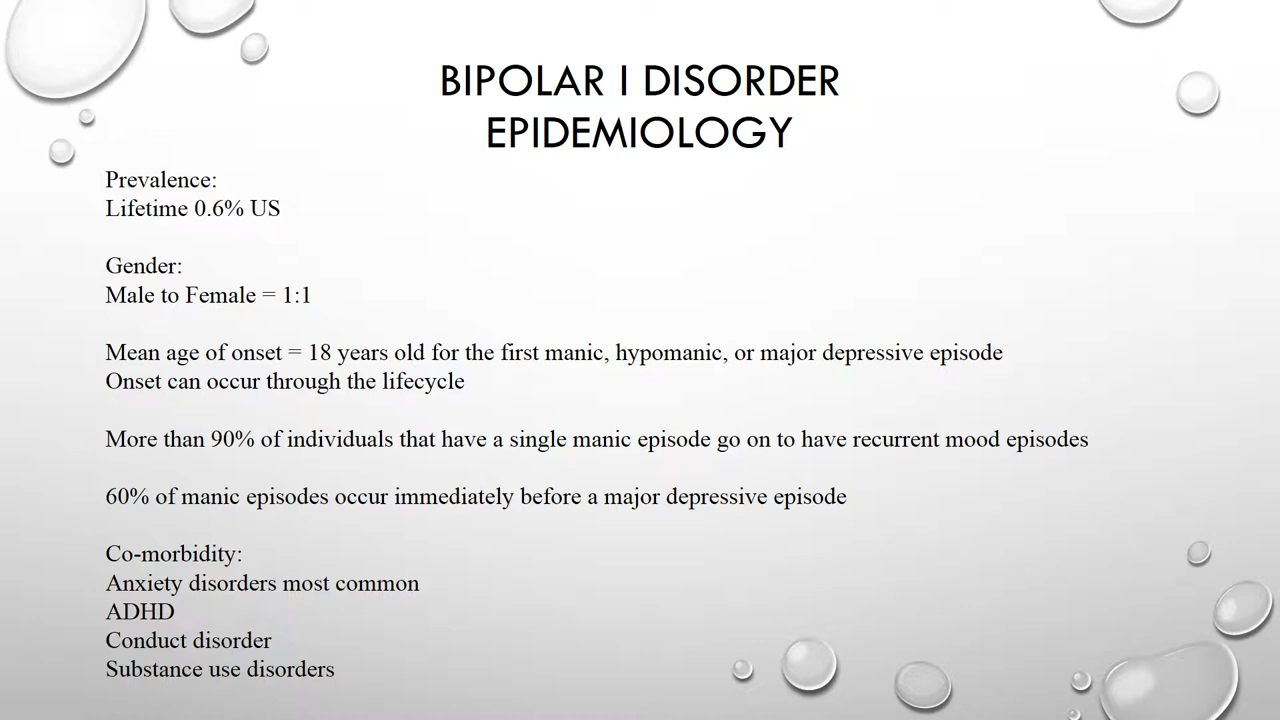 BIPOLAR I DISORDER
EPIDEMIOLOGY
Prevalence:
Lifetime 0.6% US
Gender:
Male to Female = 1:1
Mean age of onset = 18 years old for the first manic, hypomanic, or major depressive episode
Onset can occur through the lifecycle
More than 90% of individuals that have a single manic episode go on to have recurrent mood episodes
60% of manic episodes occur immediately before a major depressive episode
Co-morbidity:
Anxiety disorders most common
ADHD
Conduct disorder
Substance use disorders